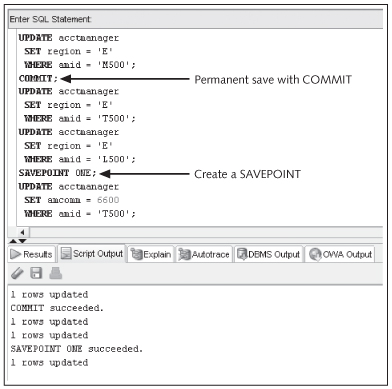 Enter SQL Statement:
UPDATE acctmanager
SET region = 'E'
WHERE amid = 'M500';
COMMIT;
Permanent save with COMMIT
UPDATE acctmanager
SET region = 'E'
WHERE amid = 'T500';
UPDATE acctmanager
SET region = 'E'
WHERE amid = 'L500';
SAVEPOINT ONE;
Create a SAVEPOINT
UPDATE acctmanager
SET amcomm = 6600
WHERE amid = 'T500';
Results Script Output Explain Autotrace DBMS Output OWA Output
1 rows updated
COMMIT succeeded.
1 rows updated
1 rows updated
SAVEPOINT ONE succeeded.
1 rows updated